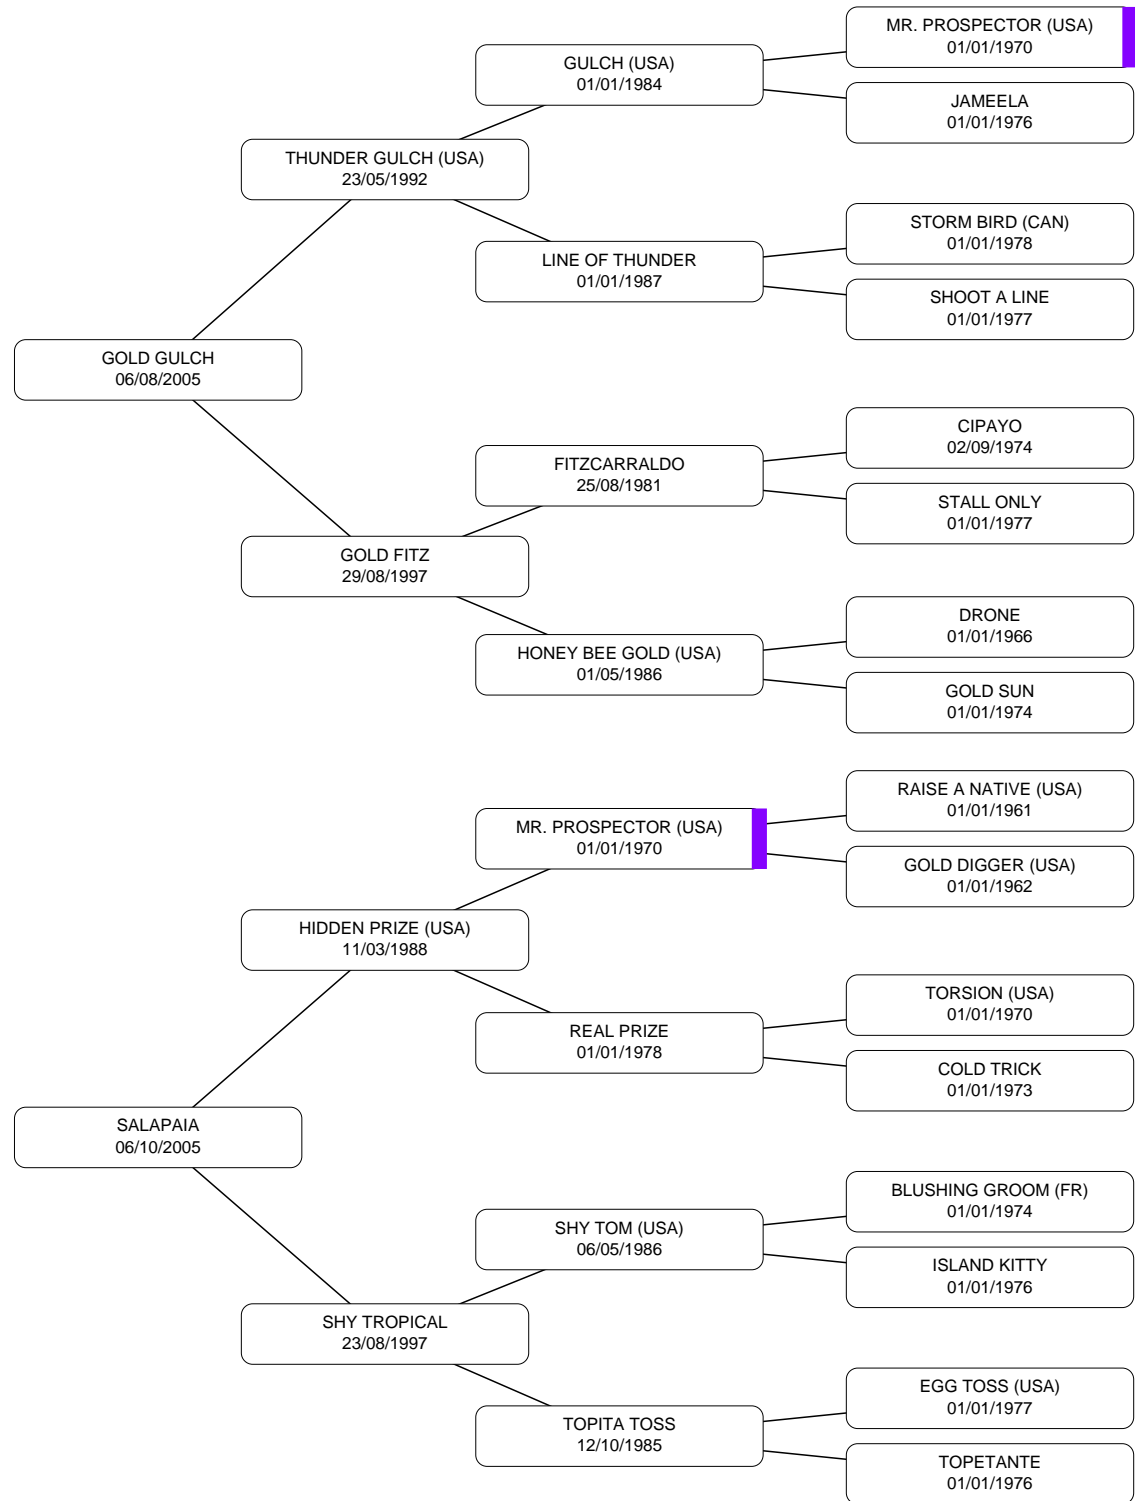 MR. PROSPECTOR (USA)
01/01/1970
GULCH (USA)
01/01/1984
JAMEELA
01/01/1976
THUNDER GULCH (USA)
23/05/1992
STORM BIRD (CAN)
01/01/1978
LINE OF THUNDER
01/01/1987
SHOOT A LINE
01/01/1977
GOLD GULCH
06/08/2005
CIPAYO
02/09/1974
FITZCARRALDO
25/08/1981
STALL ONLY
01/01/1977
GOLD FITZ
29/08/1997
DRONE
01/01/1966
HONEY BEE GOLD (USA)
01/05/1986
GOLD SUN
01/01/1974
RAISE A NATIVE (USA)
01/01/1961
MR. PROSPECTOR (USA)
01/01/1970
GOLD DIGGER (USA)
01/01/1962
HIDDEN PRIZE (USA)
11/03/1988
TORSION (USA)
01/01/1970
REAL PRIZE
01/01/1978
COLD TRICK
01/01/1973
SALAPAIA
06/10/2005
BLUSHING GROOM (FR)
01/01/1974
SHY TOM (USA)
06/05/1986
ISLAND KITTY
01/01/1976
SHY TROPICAL
23/08/1997
EGG TOSS (USA)
01/01/1977
TOPITA TOSS
12/10/1985
TOPETANTE
01/01/1976